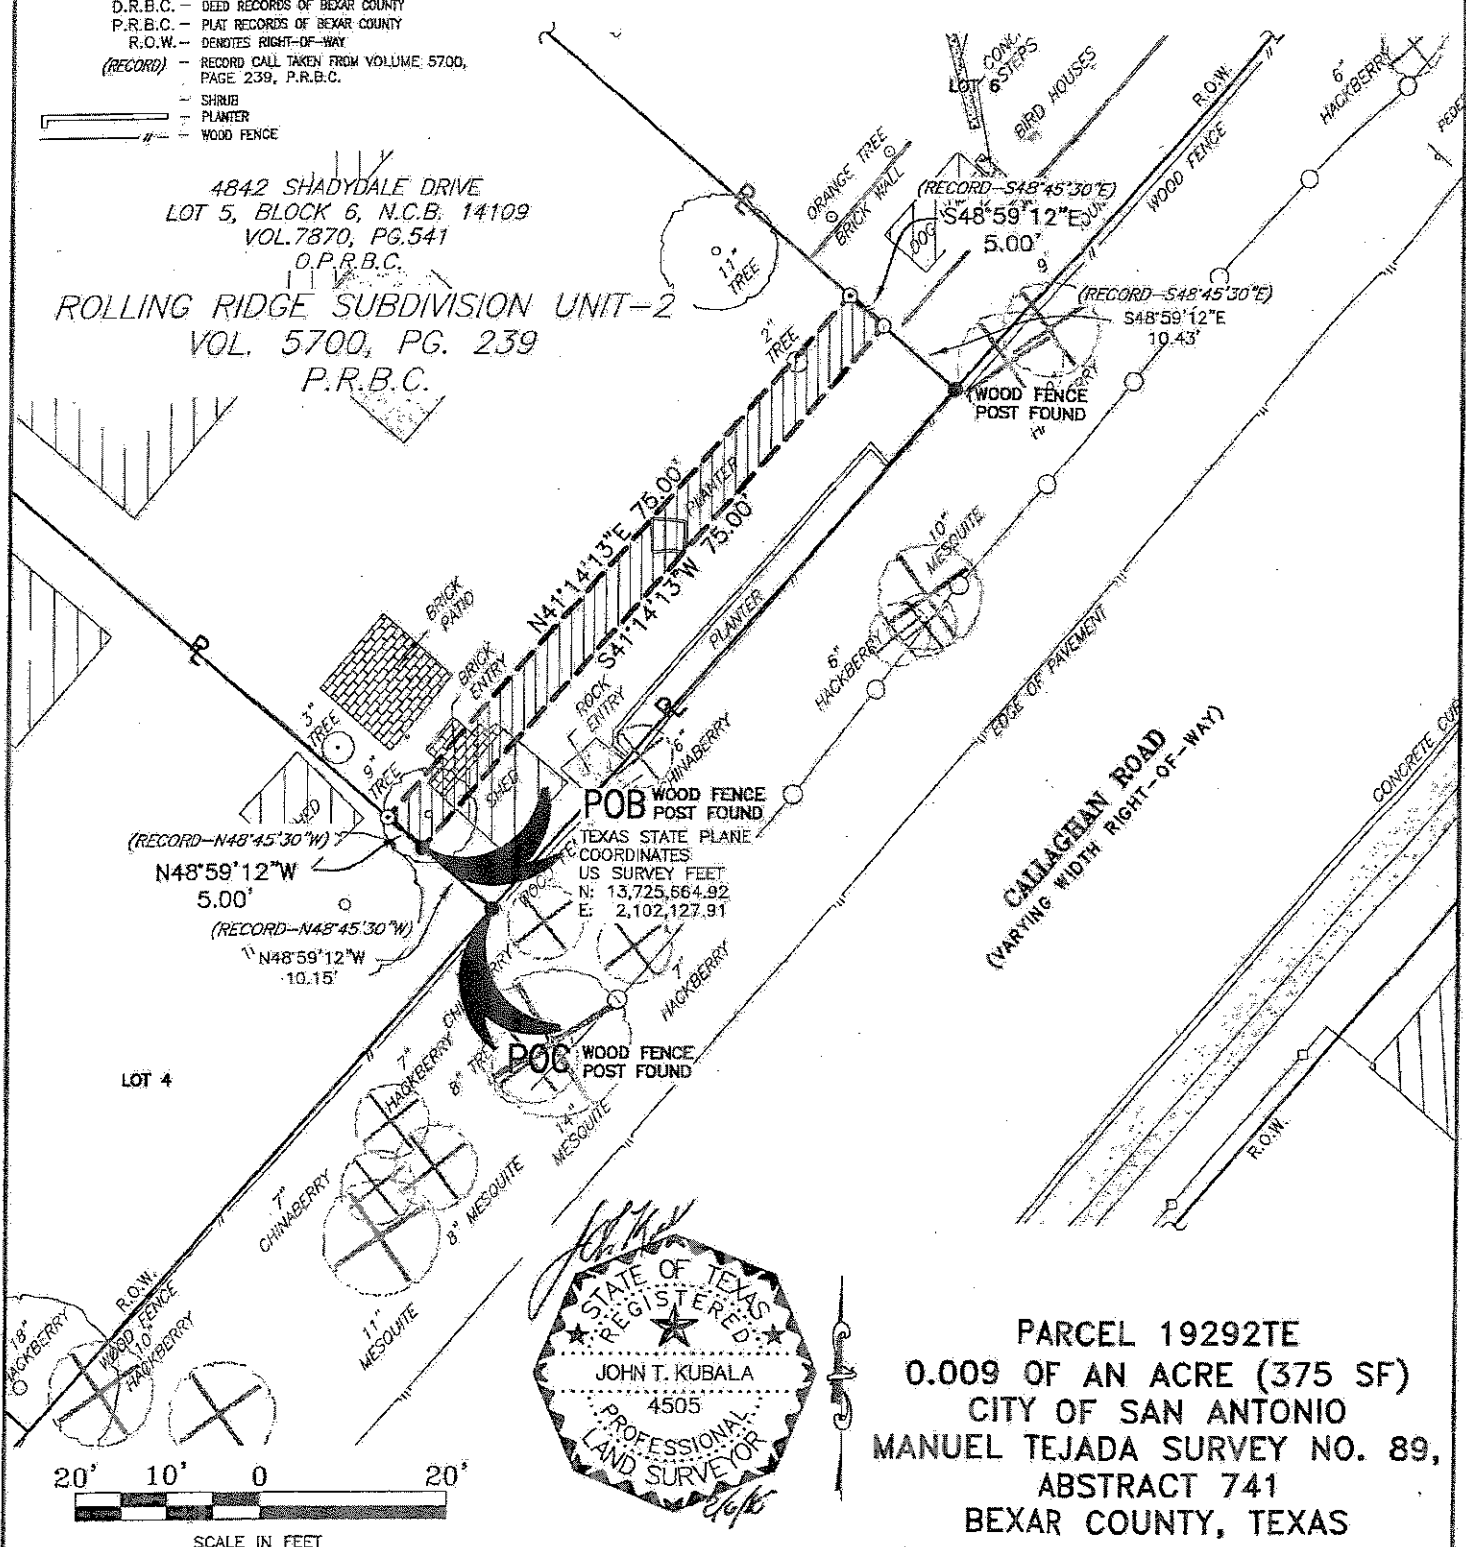 D.R.B.C. – DEED RECORDS OF BEXAR COUNTY
P.R.B.C. – PLAT RECORDS OF BEXAR COUNTY
R.O.W. – DENOTES RIGHT-OF-WAY
(RECORD) – RECORD CALL TAKEN FROM VOLUME 5700,
PAGE 239, P.R.B.C.
– SHRUB
– PLANTER
– WOOD FENCE
4842 SHADYDALE DRIVE
LOT 5, BLOCK 6, N.C.B. 14109
VOL.7870, PG.541
O.P.R.B.C.
ROLLING RIDGE SUBDIVISION UNIT-2
VOL. 5700, PG. 239
P.R.B.C.
CONC.
STEPS
LOT 6
BIRD HOUSES
R.O.W.
WOOD FENCE
6"
HACKBERRY
ORANGE TREE
BRICK WALL
DOG
(RECORD-S48°45'30"E)
S48°59'12"E
5.00'
(RECORD-S48°45'30"E)
S48°59'12"E
10.43'
PL
11"
TREE
2"
TREE
9"
WOOD FENCE
POST FOUND
PLANTER
N41°14'13"E 75.00'
S41°14'13"W 75.00'
10"
MESQUITE
PLANTER
6"
HACKBERRY
EDGE OF PAVEMENT
PL
BRICK
PATIO
BRICK
ENTRY
ROCK
ENTRY
PL
3"
TREE
9"
TREE
SHED
6"
CHINABERRY
CALLAGHAN ROAD
(VARYING WIDTH RIGHT-OF-WAY)
POB WOOD FENCE
POST FOUND
TEXAS STATE PLANE
COORDINATES
US SURVEY FEET
N: 13,725,664.92
E: 2,102,127.91
(RECORD-N48°45'30"W)
N48°59'12"W
5.00'
(RECORD-N48°45'30"W)
N48°59'12"W
10.15'
7"
HACKBERRY
POC WOOD FENCE
POST FOUND
LOT 4
7"
HACKBERRY
8"
14"
MESQUITE
7"
CHINABERRY
8" MESQUITE
11"
MESQUITE
R.O.W.
WOOD FENCE
10"
HACKBERRY
18"
HACKBERRY
R.O.W.
STATE OF TEXAS
REGISTERED
JOHN T. KUBALA
4505
PROFESSIONAL
LAND SURVEYOR
20' 10' 0 20'
SCALE IN FEET
PARCEL 19292TE
0.009 OF AN ACRE (375 SF)
CITY OF SAN ANTONIO
MANUEL TEJADA SURVEY NO. 89,
ABSTRACT 741
BEXAR COUNTY, TEXAS